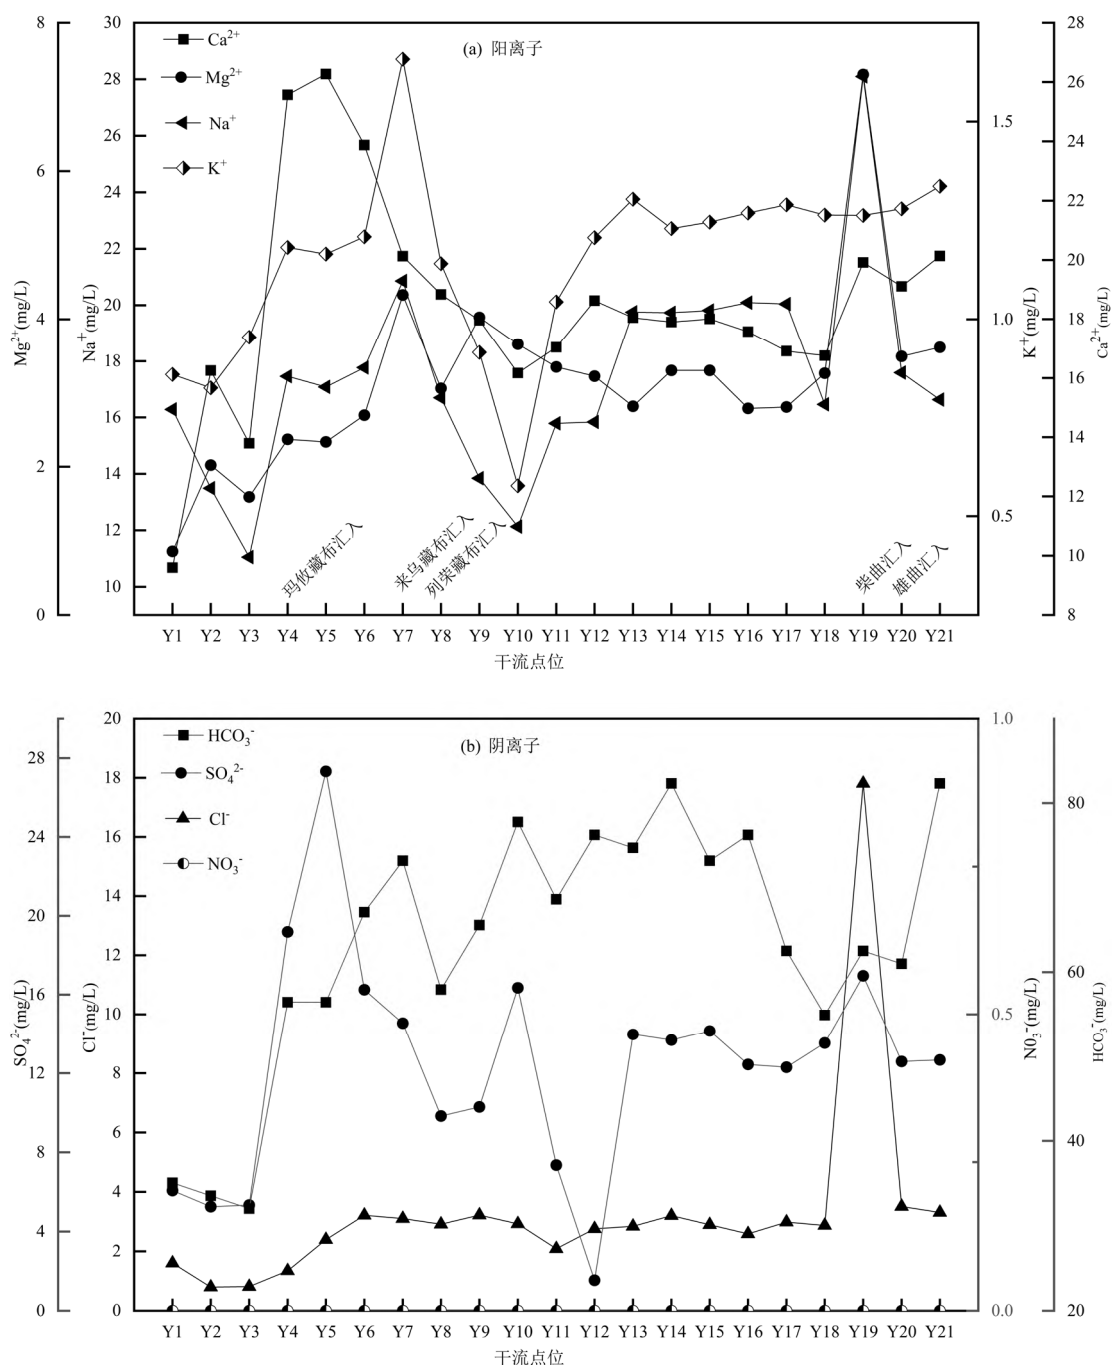 (a) 阳离子
Ca²⁺
Mg²⁺
Na⁺
K⁺
Mg²⁺(mg/L)
8
6
4
2
0
Na⁺(mg/L)
30
28
26
24
22
20
18
16
14
12
10
K⁺(mg/L)
1.5
1.0
0.5
Ca²⁺(mg/L)
28
26
24
22
20
18
16
14
12
10
8
玛攸藏布汇入
来乌藏布汇入
列荣藏布汇入
柴曲汇入
雄曲汇入
Y1 Y2 Y3 Y4 Y5 Y6 Y7 Y8 Y9 Y10 Y11 Y12 Y13 Y14 Y15 Y16 Y17 Y18 Y19 Y20 Y21
干流点位
(b) 阴离子
HCO₃⁻
SO₄²⁻
Cl⁻
NO₃⁻
SO₄²⁻(mg/L)
28
24
20
16
12
8
4
0
Cl⁻(mg/L)
20
18
16
14
12
10
8
6
4
2
0
N0₃⁻(mg/L)
1.0
0.5
0.0
HCO₃⁻(mg/L)
80
60
40
20
Y1 Y2 Y3 Y4 Y5 Y6 Y7 Y8 Y9 Y10 Y11 Y12 Y13 Y14 Y15 Y16 Y17 Y18 Y19 Y20 Y21
干流点位